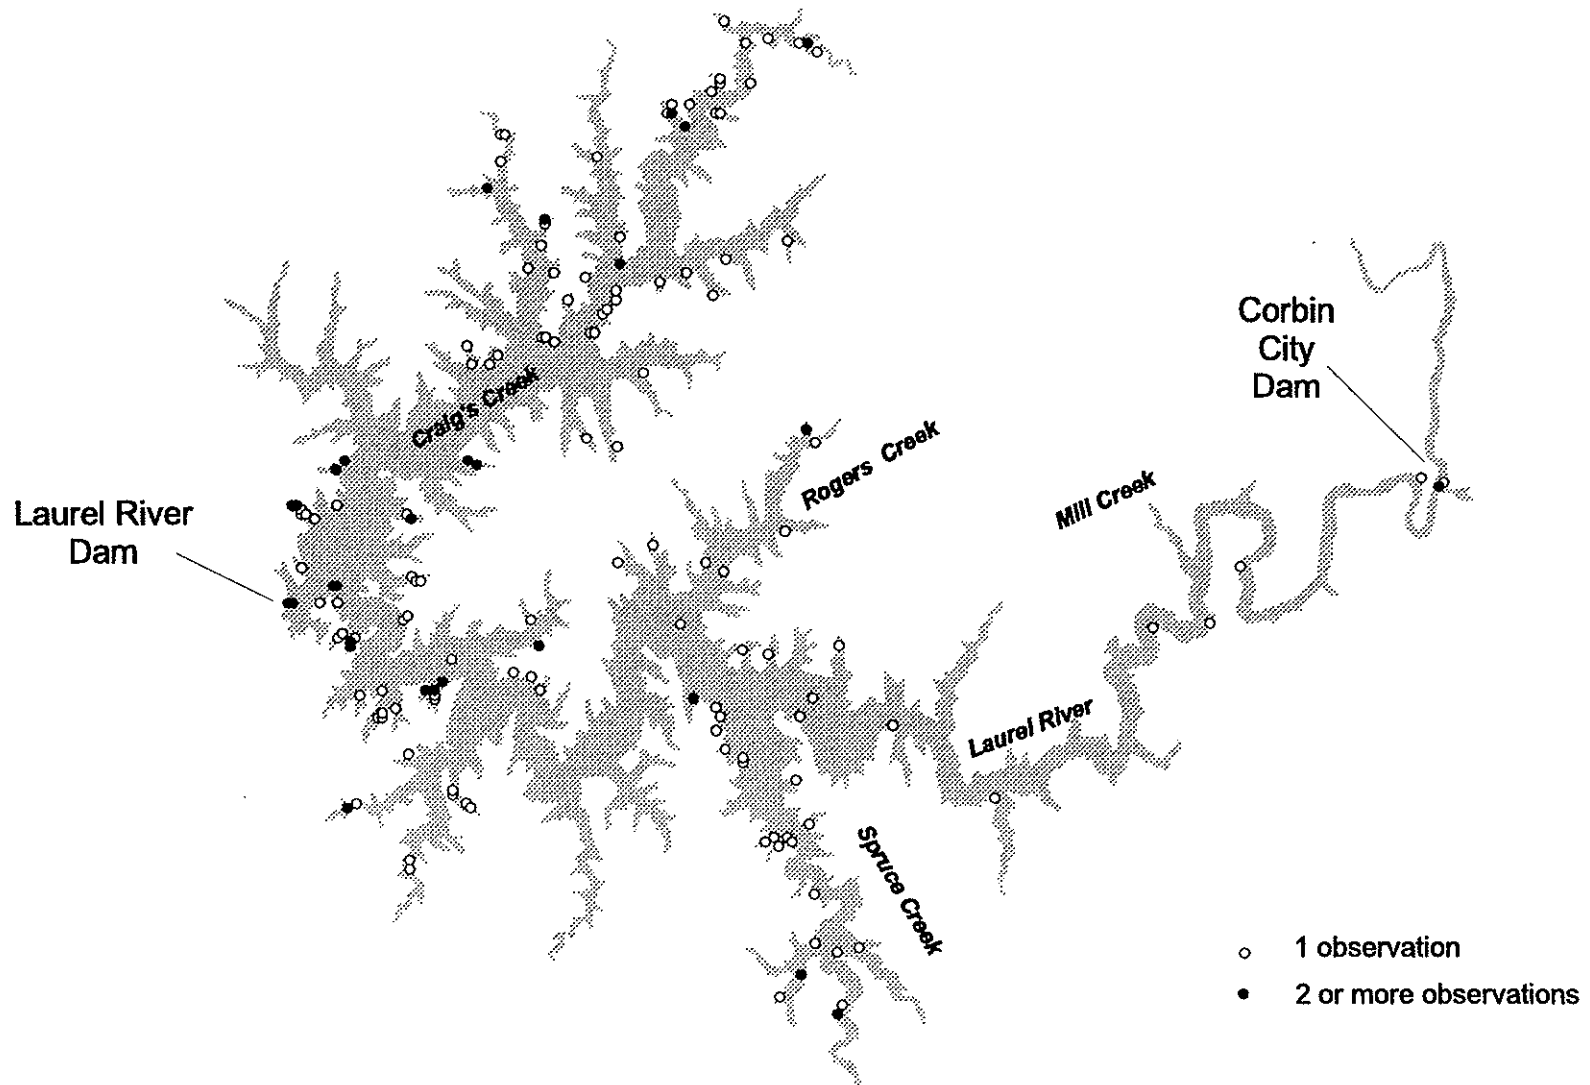 Corbin
City
Dam
Craig's Creek
Rogers Creek
Mill Creek
Laurel River
Dam
Laurel River
Spruce Creek
1 observation
2 or more observations